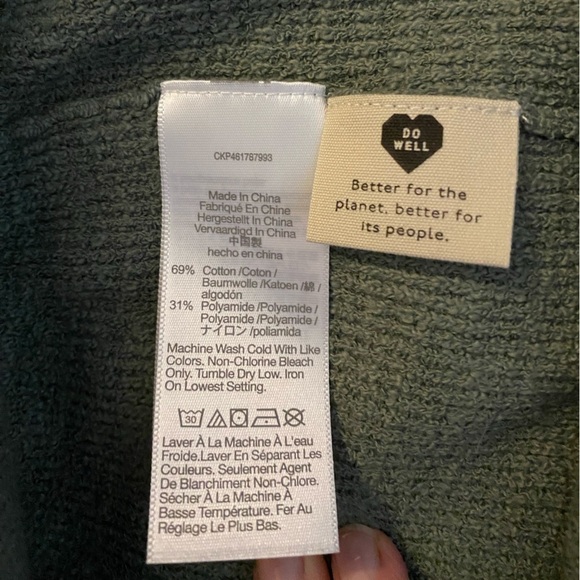 CKP461787993
Made In China
Fabriqué En Chine
Hergestellt In China
Vervaardigd In China
中国製
hecho en china
69% Cotton /Coton /
Baumwolle /Katoen /綿 /
algodón
31% Polyamide /Polyamide /
Polyamide /Polyamide /
ナイロン /poliamida
Machine Wash Cold With Like
Colors. Non-Chlorine Bleach
Only. Tumble Dry Low. Iron
On Lowest Setting.
30
Laver À La Machine À L'eau
Froide.Laver En Séparant Les
Couleurs. Seulement Agent
De Blanchiment Non-Chlore.
Sécher À La Machine À
Basse Température. Fer Au
Réglage Le Plus Bas.
DO
WELL
Better for the
planet, better for
its people.